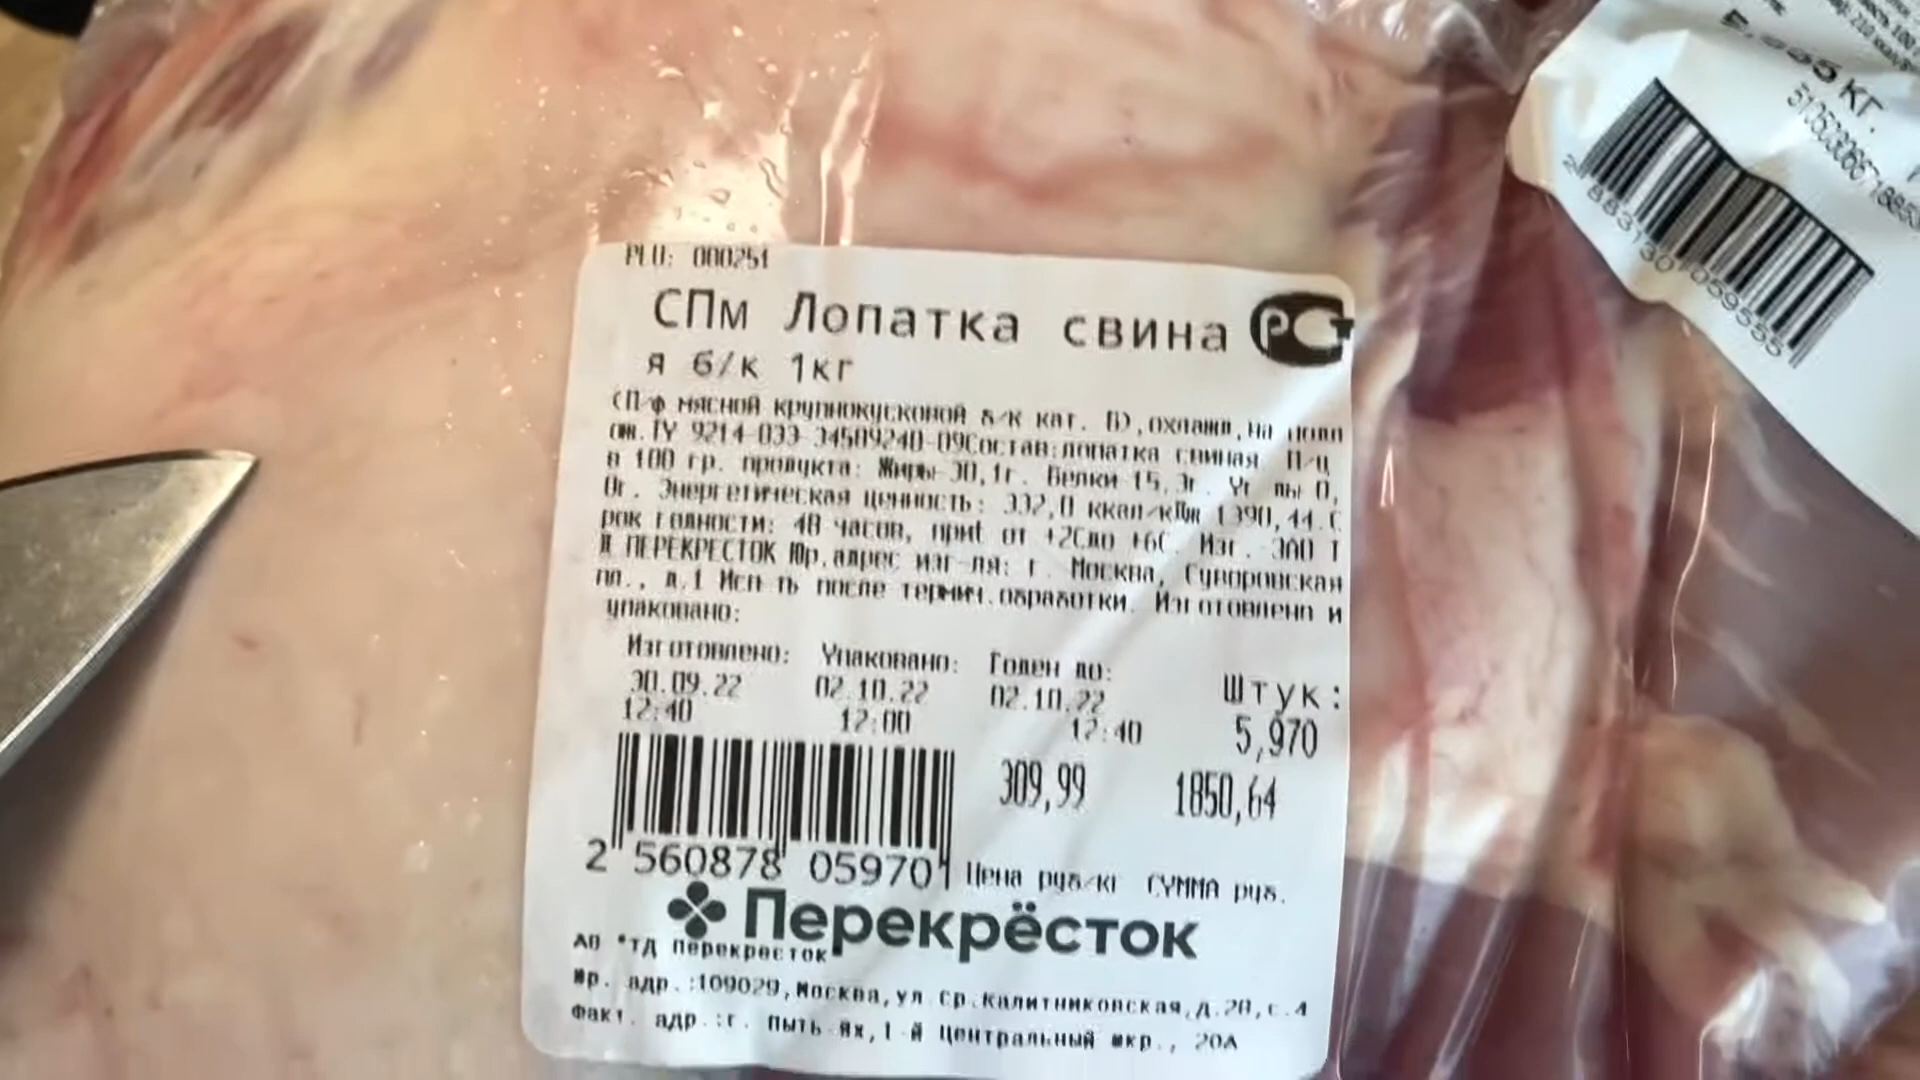 PLU: 000251
СПм Лопатка свина
я б/к 1кг
РСТ
(П/ф мясной крупнокусковой б/к кат. Б),охлажд,на подл
ож.ТУ 9214-033-34509240-09Состав:лопатка свиная П/ц
в 100 гр. продукта: Жиры-30,1г. Белки-15,3г. Уг-ды-0,
0г. Энергетическая ценность: 332,0 ккал/кДж 1390,44.С
рок годности: 48 часов, при t от +2Сдо +6С. Изг. ЗАО Т
Д ПЕРЕКРЕСТОК Юр.адрес изг-ля: г. Москва, Суворовская
пл., д.1 Исп-ть после термич.обработки. Изготовлено и
упаковано:
Изготовлено: Упаковано: Годен до:
30.09.22 02.10.22 02.10.22
12:40 12:00 12:40
Штук:
5,970
309,99 1850,64
2 560878 059701
Цена руб/кг СУММА руб.
Перекрёсток
АО "ТД Перекресток"
Юр. адр.:109029,Москва,ул.Ср.Калитниковская,д.28,с.4
Факт. адр.:г. Пыть-Ях,1-й Центральный мкр., 20А
КГ.
2 883130 059555